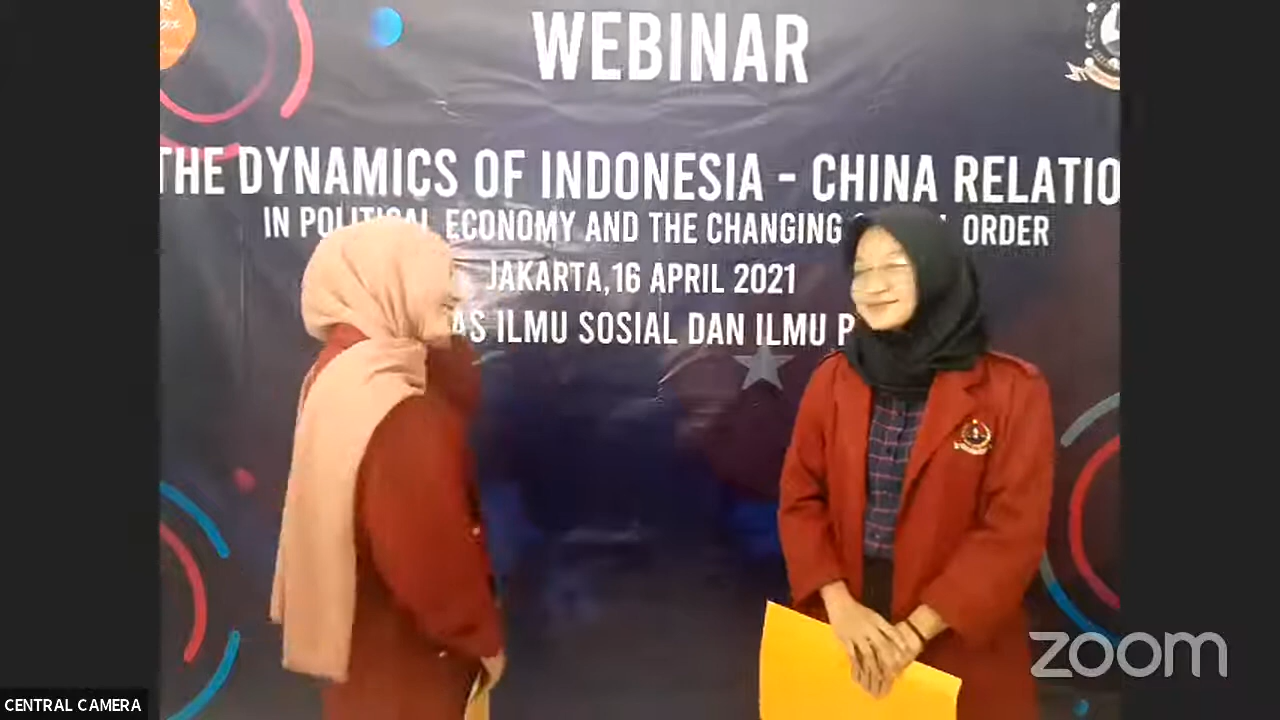 WEBINAR
THE DYNAMICS OF INDONESIA - CHINA RELATIO
IN POLITICAL ECONOMY AND THE CHANGING ORDER
JAKARTA, 16 APRIL 2021
AS ILMU SOSIAL DAN ILMU P
zoom
CENTRAL CAMERA